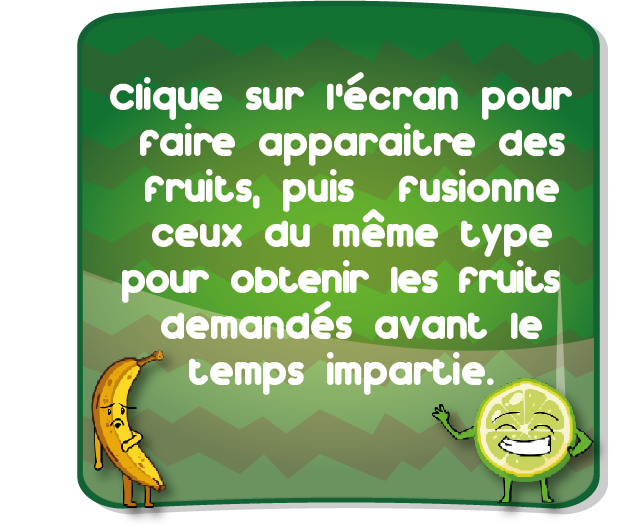 Clique sur l'écran pour
faire apparaitre des
fruits, puis fusionne
ceux du même type
pour obtenir les fruits
demandés avant le
temps impartie.